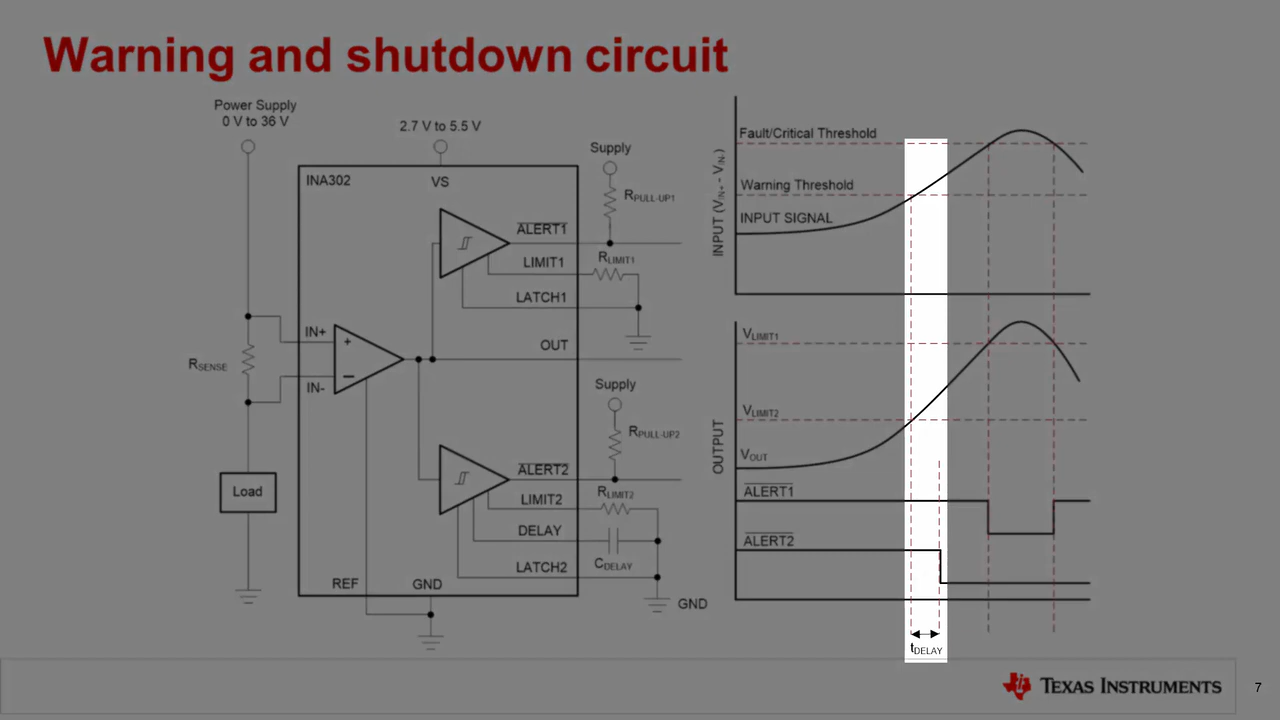 Warning and shutdown circuit
Power Supply
0 V to 36 V
2.7 V to 5.5 V
Supply
INA302
VS
RPULL-UP1
ALERT1
LIMIT1
RLIMIT1
LATCH1
IN+
+
OUT
RSENSE
−
IN-
Supply
RPULL-UP2
ALERT2
Load
LIMIT2
RLIMIT2
DELAY
CDELAY
LATCH2
REF
GND
GND
Fault/Critical Threshold
Warning Threshold
INPUT SIGNAL
INPUT (VIN+ - VIN-)
VLIMIT1
VLIMIT2
VOUT
OUTPUT
ALERT1
ALERT2
tDELAY
TEXAS INSTRUMENTS
7